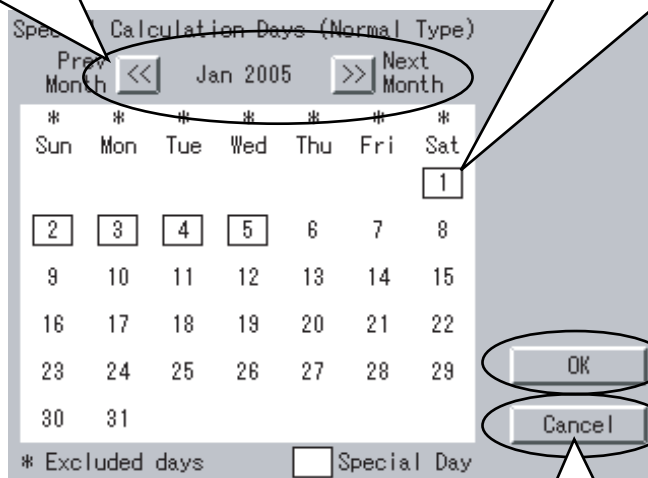 Special Calculation Days (Normal Type)
Prev Month << Jan 2005 >> Next Month
* * * * * * *
Sun Mon Tue Wed Thu Fri Sat
1
2 3 4 5 6 7 8
9 10 11 12 13 14 15
16 17 18 19 20 21 22
23 24 25 26 27 28 29
30 31
OK
Cancel
* Excluded days Special Day